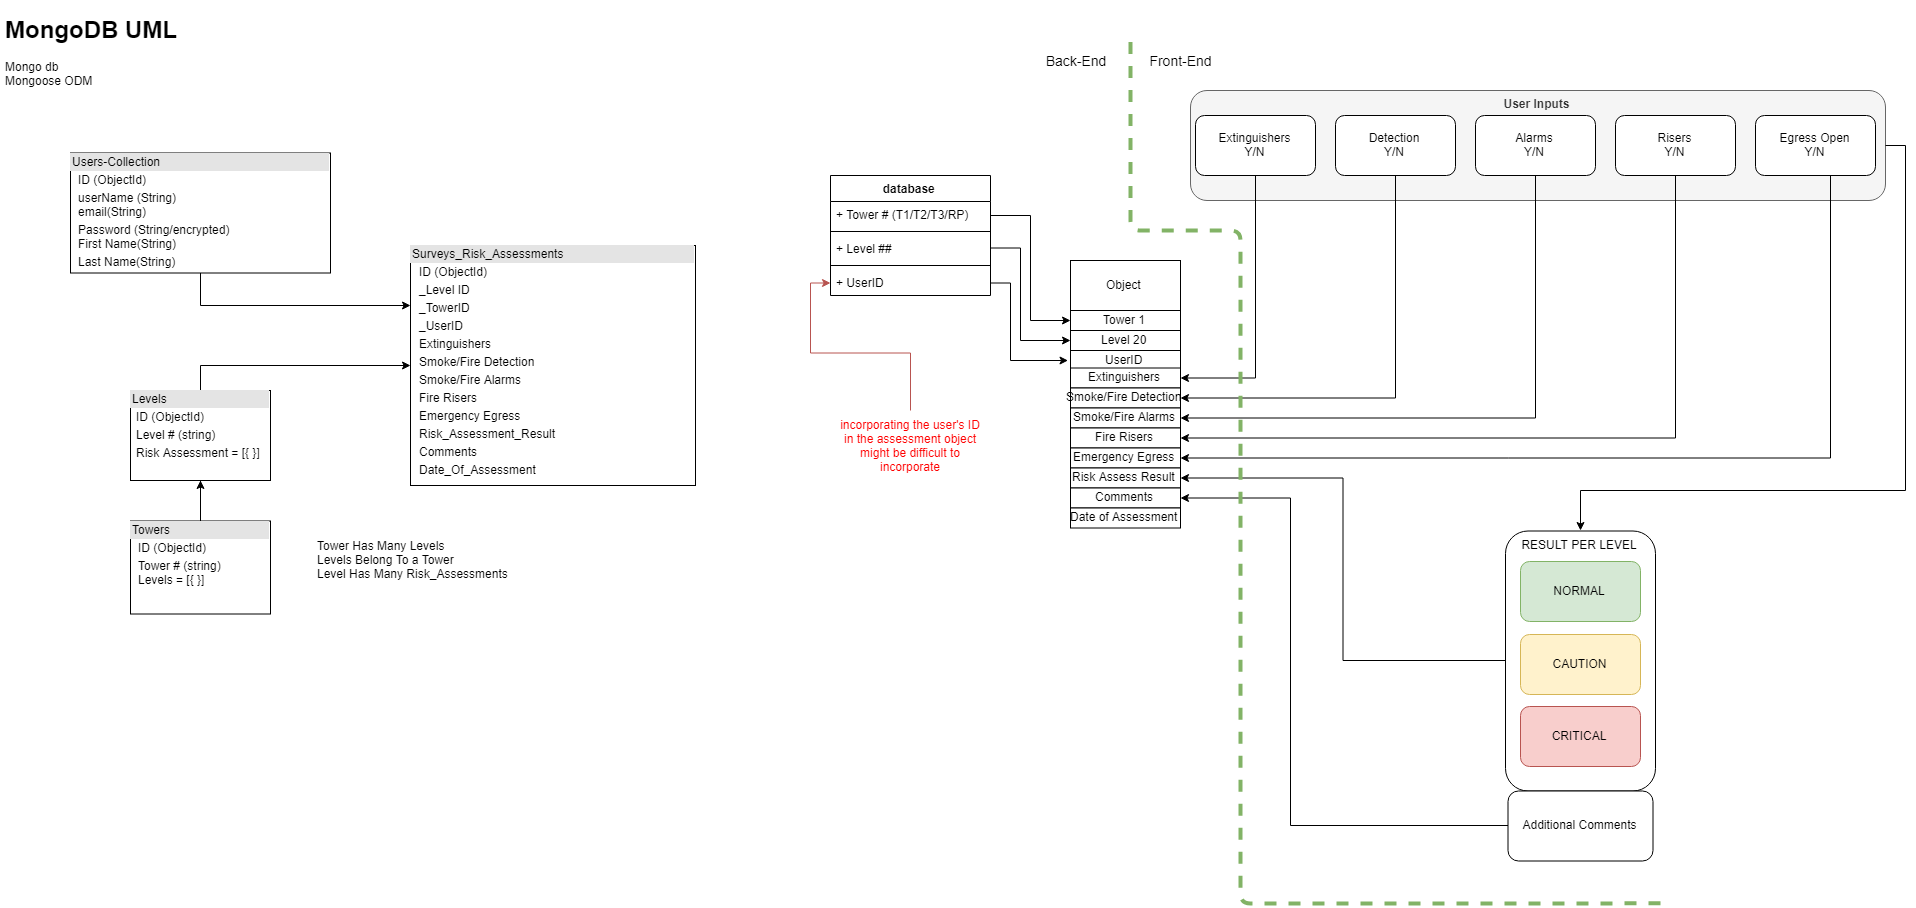 MongoDB UML
Mongo db
Mongoose ODM
Users-Collection
ID (ObjectId)
userName (String)
email(String)
Password (String/encrypted)
First Name(String)
Last Name(String)
Surveys_Risk_Assessments
ID (ObjectId)
_Level ID
_TowerID
_UserID
Extinguishers
Smoke/Fire Detection
Smoke/Fire Alarms
Fire Risers
Emergency Egress
Risk_Assessment_Result
Comments
Date_Of_Assessment
Levels
ID (ObjectId)
Level # (string)
Risk Assessment = [{ }]
Towers
ID (ObjectId)
Tower # (string)
Levels = [{ }]
Tower Has Many Levels
Levels Belong To a Tower
Level Has Many Risk_Assessments
Back-End
Front-End
database
+ Tower # (T1/T2/T3/RP)
+ Level ##
+ UserID
incorporating the user's ID
in the assessment object
might be difficult to
incorporate
Object
Tower 1
Level 20
UserID
Extinguishers
Smoke/Fire Detection
Smoke/Fire Alarms
Fire Risers
Emergency Egress
Risk Assess Result
Comments
Date of Assessment
User Inputs
Extinguishers
Y/N
Detection
Y/N
Alarms
Y/N
Risers
Y/N
Egress Open
Y/N
RESULT PER LEVEL
NORMAL
CAUTION
CRITICAL
Additional Comments